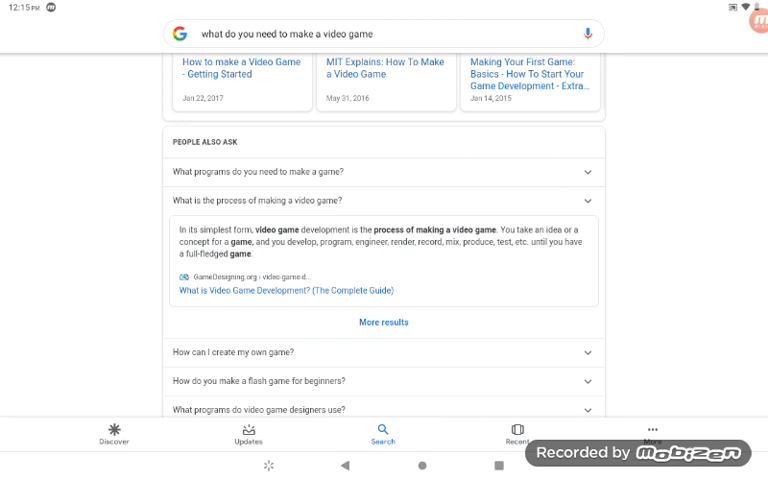 12:15 PM
what do you need to make a video game
How to make a Video Game - Getting Started
Jan 22, 2017
MIT Explains: How To Make a Video Game
May 31, 2016
Making Your First Game: Basics - How To Start Your Game Development - Extra...
Jan 14, 2015
PEOPLE ALSO ASK
What programs do you need to make a game?
What is the process of making a video game?
In its simplest form, video game development is the process of making a video game. You take an idea or a
concept for a game, and you develop, program, engineer, render, record, mix, produce, test, etc. until you have
a full-fledged game.
GameDesigning.org › video-game-d...
What is Video Game Development? (The Complete Guide)
More results
How can I create my own game?
How do you make a flash game for beginners?
What programs do video game designers use?
Discover
Updates
Search
Recent
More
Recorded by mobizen